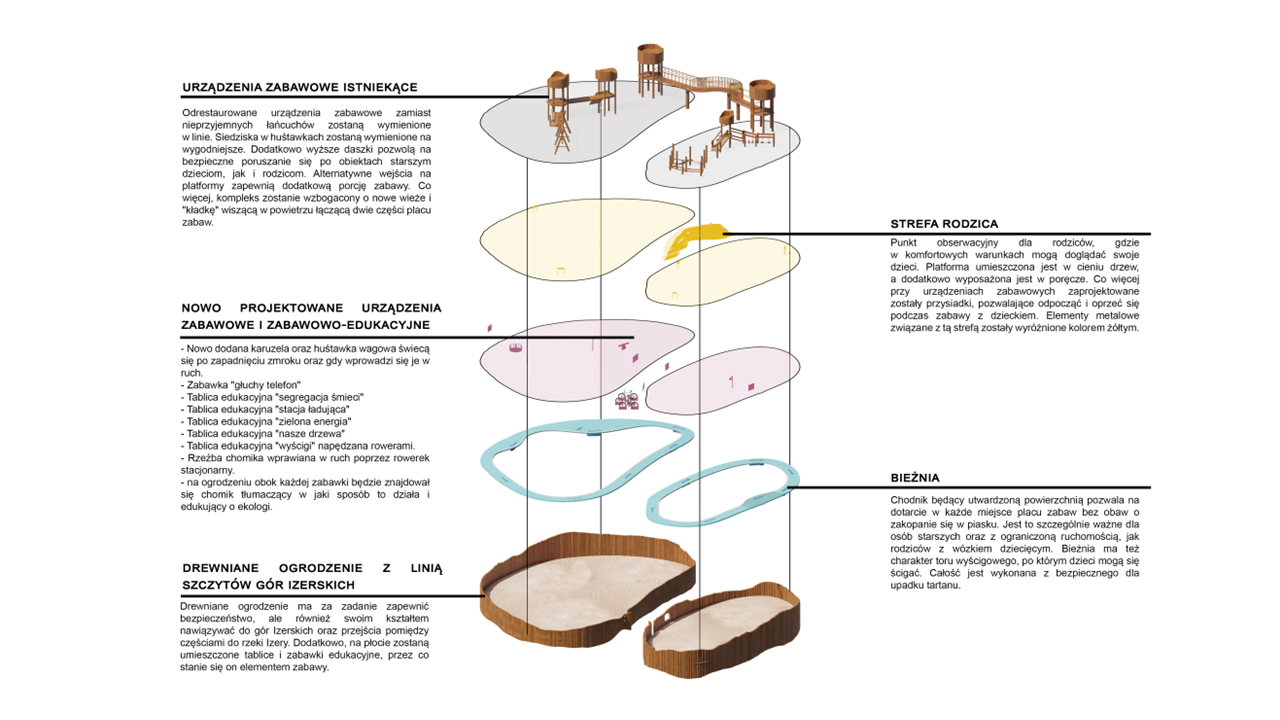 URZĄDZENIA ZABAWOWE ISTNIEKĄCE
Odrestaurowane urządzenia zabawowe zamiast
nieprzyjemnych łańcuchów zostaną wymienione
w linie. Siedziska w huśtawkach zostaną wymienione na
wygodniejsze. Dodatkowo wyższe daszki pozwolą na
bezpieczne poruszanie się po obiektach starszym
dzieciom, jak i rodzicom. Alternatywne wejścia na
platformy zapewnią dodatkową porcję zabawy. Co
więcej, kompleks zostanie wzbogacony o nowe wieże i
"kładkę" wiszącą w powietrzu łączącą dwie części placu
zabaw.
STREFA RODZICA
Punkt obserwacyjny dla rodziców, gdzie
w komfortowych warunkach mogą doglądać swoje
dzieci. Platforma umieszczona jest w cieniu drzew,
a dodatkowo wyposażona jest w poręcze. Co więcej
przy urządzeniach zabawowych zaprojektowane
zostały przysiadki, pozwalające odpocząć i oprzeć się
podczas zabawy z dzieckiem. Elementy metalowe
związane z tą strefą zostały wyróżnione kolorem żółtym.
NOWO PROJEKTOWANE URZĄDZENIA
ZABAWOWE I ZABAWOWO-EDUKACYJNE
- Nowo dodana karuzela oraz huśtawka wagowa świecą
się po zapadnięciu zmroku oraz gdy wprowadzi się je w
ruch.
- Zabawka "głuchy telefon"
- Tablica edukacyjna "segregacja śmieci"
- Tablica edukacyjna "stacja ładująca"
- Tablica edukacyjna "zielona energia"
- Tablica edukacyjna "nasze drzewa"
- Tablica edukacyjna "wyścigi" napędzana rowerami.
- Rzeźba chomika wprawiana w ruch poprzez rowerek
stacjonarny.
- na ogrodzeniu obok każdej zabawki będzie znajdował
się chomik tłumaczący w jaki sposób to działa i
edukujący o ekologi.
BIEŻNIA
Chodnik będący utwardzoną powierzchnią pozwala na
dotarcie w każde miejsce placu zabaw bez obaw o
zakopanie się w piasku. Jest to szczególnie ważne dla
osób starszych oraz z ograniczoną ruchomością, jak
rodziców z wózkiem dziecięcym. Bieżnia ma też
charakter toru wyścigowego, po którym dzieci mogą się
ścigać. Całość jest wykonana z bezpiecznego dla
upadku tartanu.
DREWNIANE OGRODZENIE Z LINIĄ
SZCZYTÓW GÓR IZERSKICH
Drewniane ogrodzenie ma za zadanie zapewnić
bezpieczeństwo, ale również swoim kształtem
nawiązywać do gór Izerskich oraz przejścia pomiędzy
częściami do rzeki Izery. Dodatkowo, na płocie zostaną
umieszczone tablice i zabawki edukacyjne, przez co
stanie się on elementem zabawy.